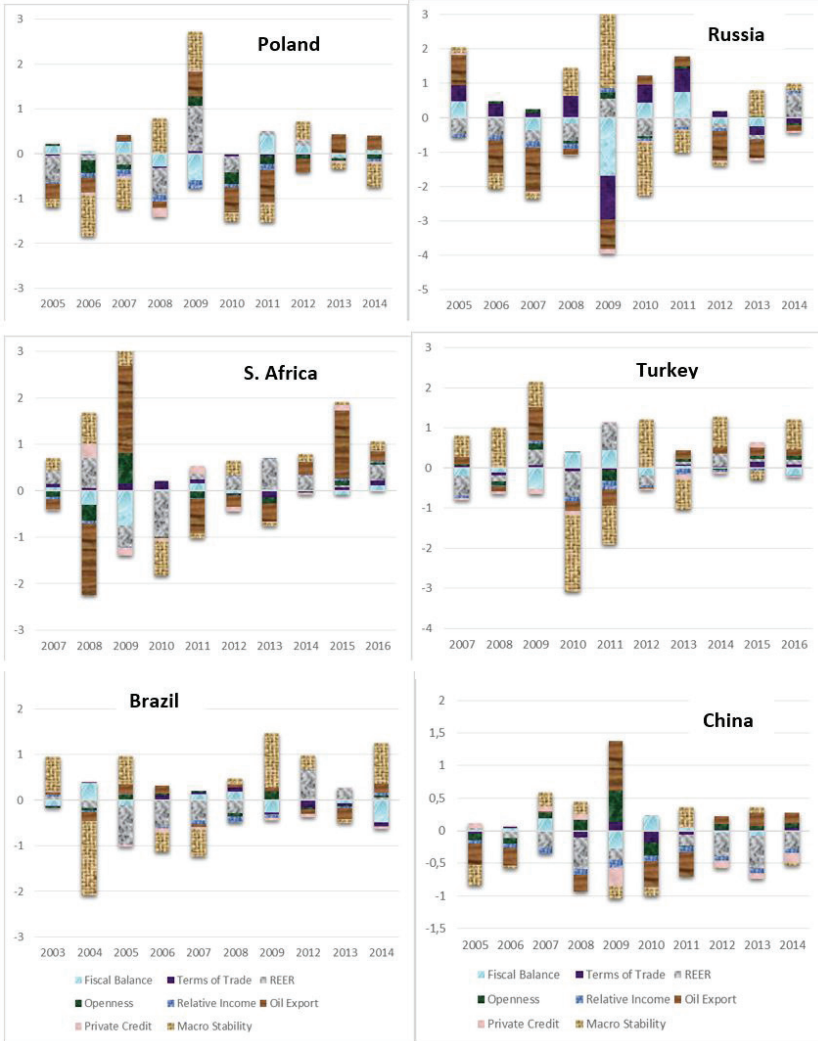 Poland
3
2
1
0
-1
-2
-3
2005 2006 2007 2008 2009 2010 2011 2012 2013 2014
Russia
3
2
1
0
-1
-2
-3
-4
-5
2005 2006 2007 2008 2009 2010 2011 2012 2013 2014
S. Africa
3
2
1
0
-1
-2
-3
2007 2008 2009 2010 2011 2012 2013 2014 2015 2016
Turkey
3
2
1
0
-1
-2
-3
-4
2007 2008 2009 2010 2011 2012 2013 2014 2015 2016
Brazil
2
1
0
-1
-2
-3
2003 2004 2005 2006 2007 2008 2009 2012 2013 2014
Fiscal Balance Terms of Trade REER
Openness Relative Income Oil Export
Private Credit Macro Stability
China
2
1,5
1
0,5
0
-0,5
-1
-1,5
2005 2006 2007 2008 2009 2010 2011 2012 2013 2014
Fiscal Balance Terms of Trade REER
Openness Relative Income Oil Export
Private Credit Macro Stability